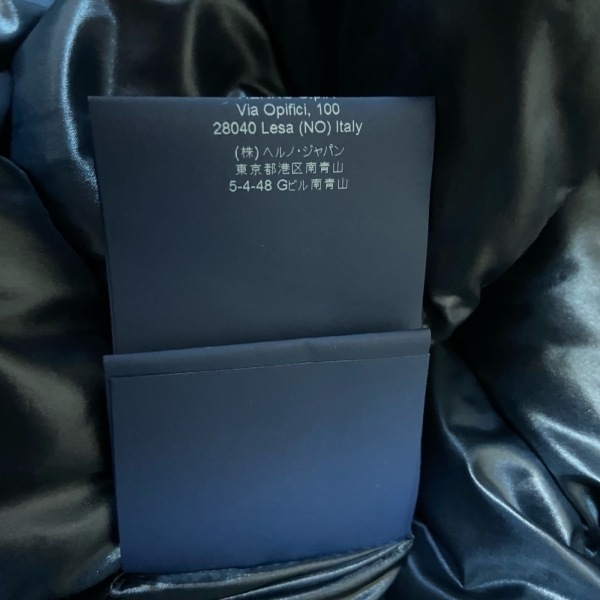 Via Opifici, 100
28040 Lesa (NO) Italy
(株) ヘルノ・ジャパン
東京都港区南青山
5-4-48 Gビル南青山